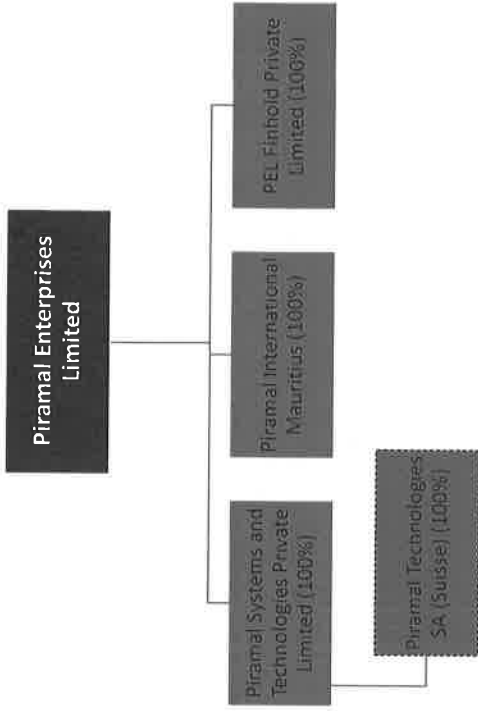 Piramal Enterprises
Limited
Piramal Systems and
Technologies Private
Limited (100%)
Piramal International
Mauritius (100%)
PEL Finhold Private
Limited (100%)
Piramal Technologies
SA (Suisse) (100%)